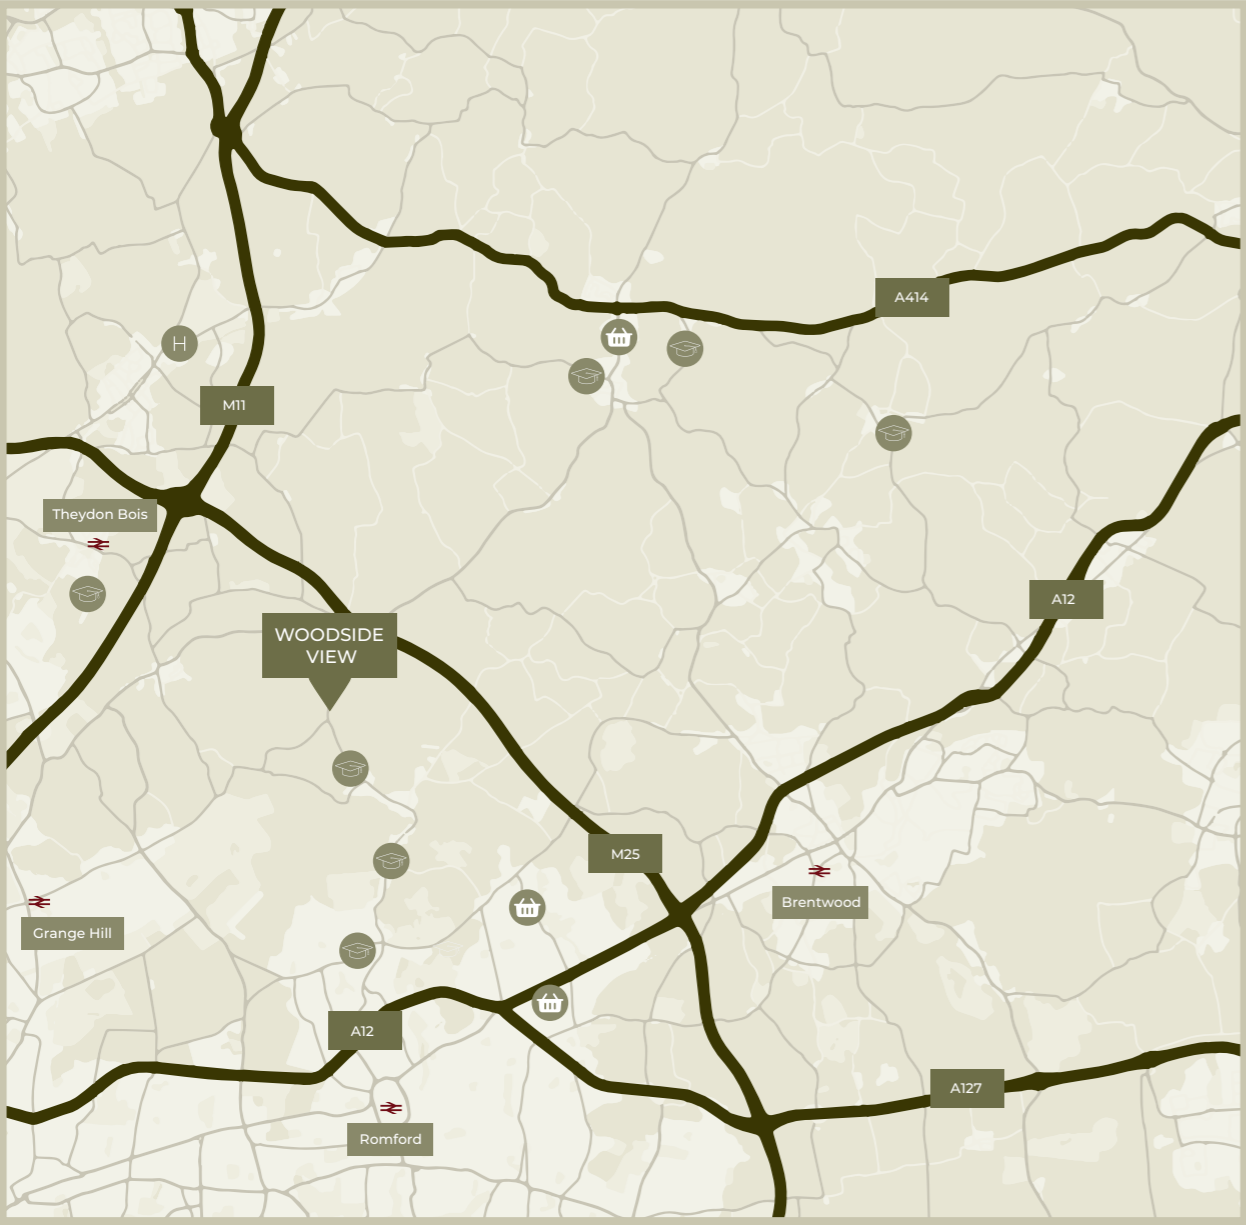 A414
H
M11
Theydon Bois
A12
WOODSIDE
VIEW
M25
Brentwood
Grange Hill
A12
A127
Romford